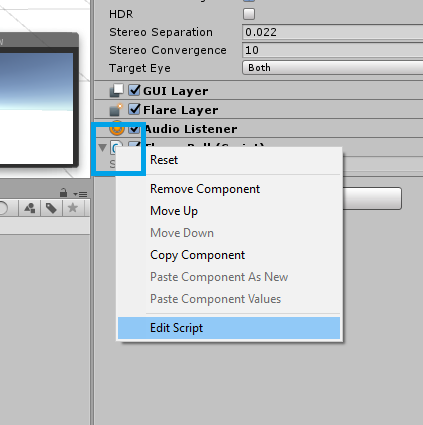 HDR
Stereo Separation 0.022
Stereo Convergence 10
Target Eye Both
GUI Layer
Flare Layer
Audio Listener
Reset
Remove Component
Move Up
Move Down
Copy Component
Paste Component As New
Paste Component Values
Edit Script